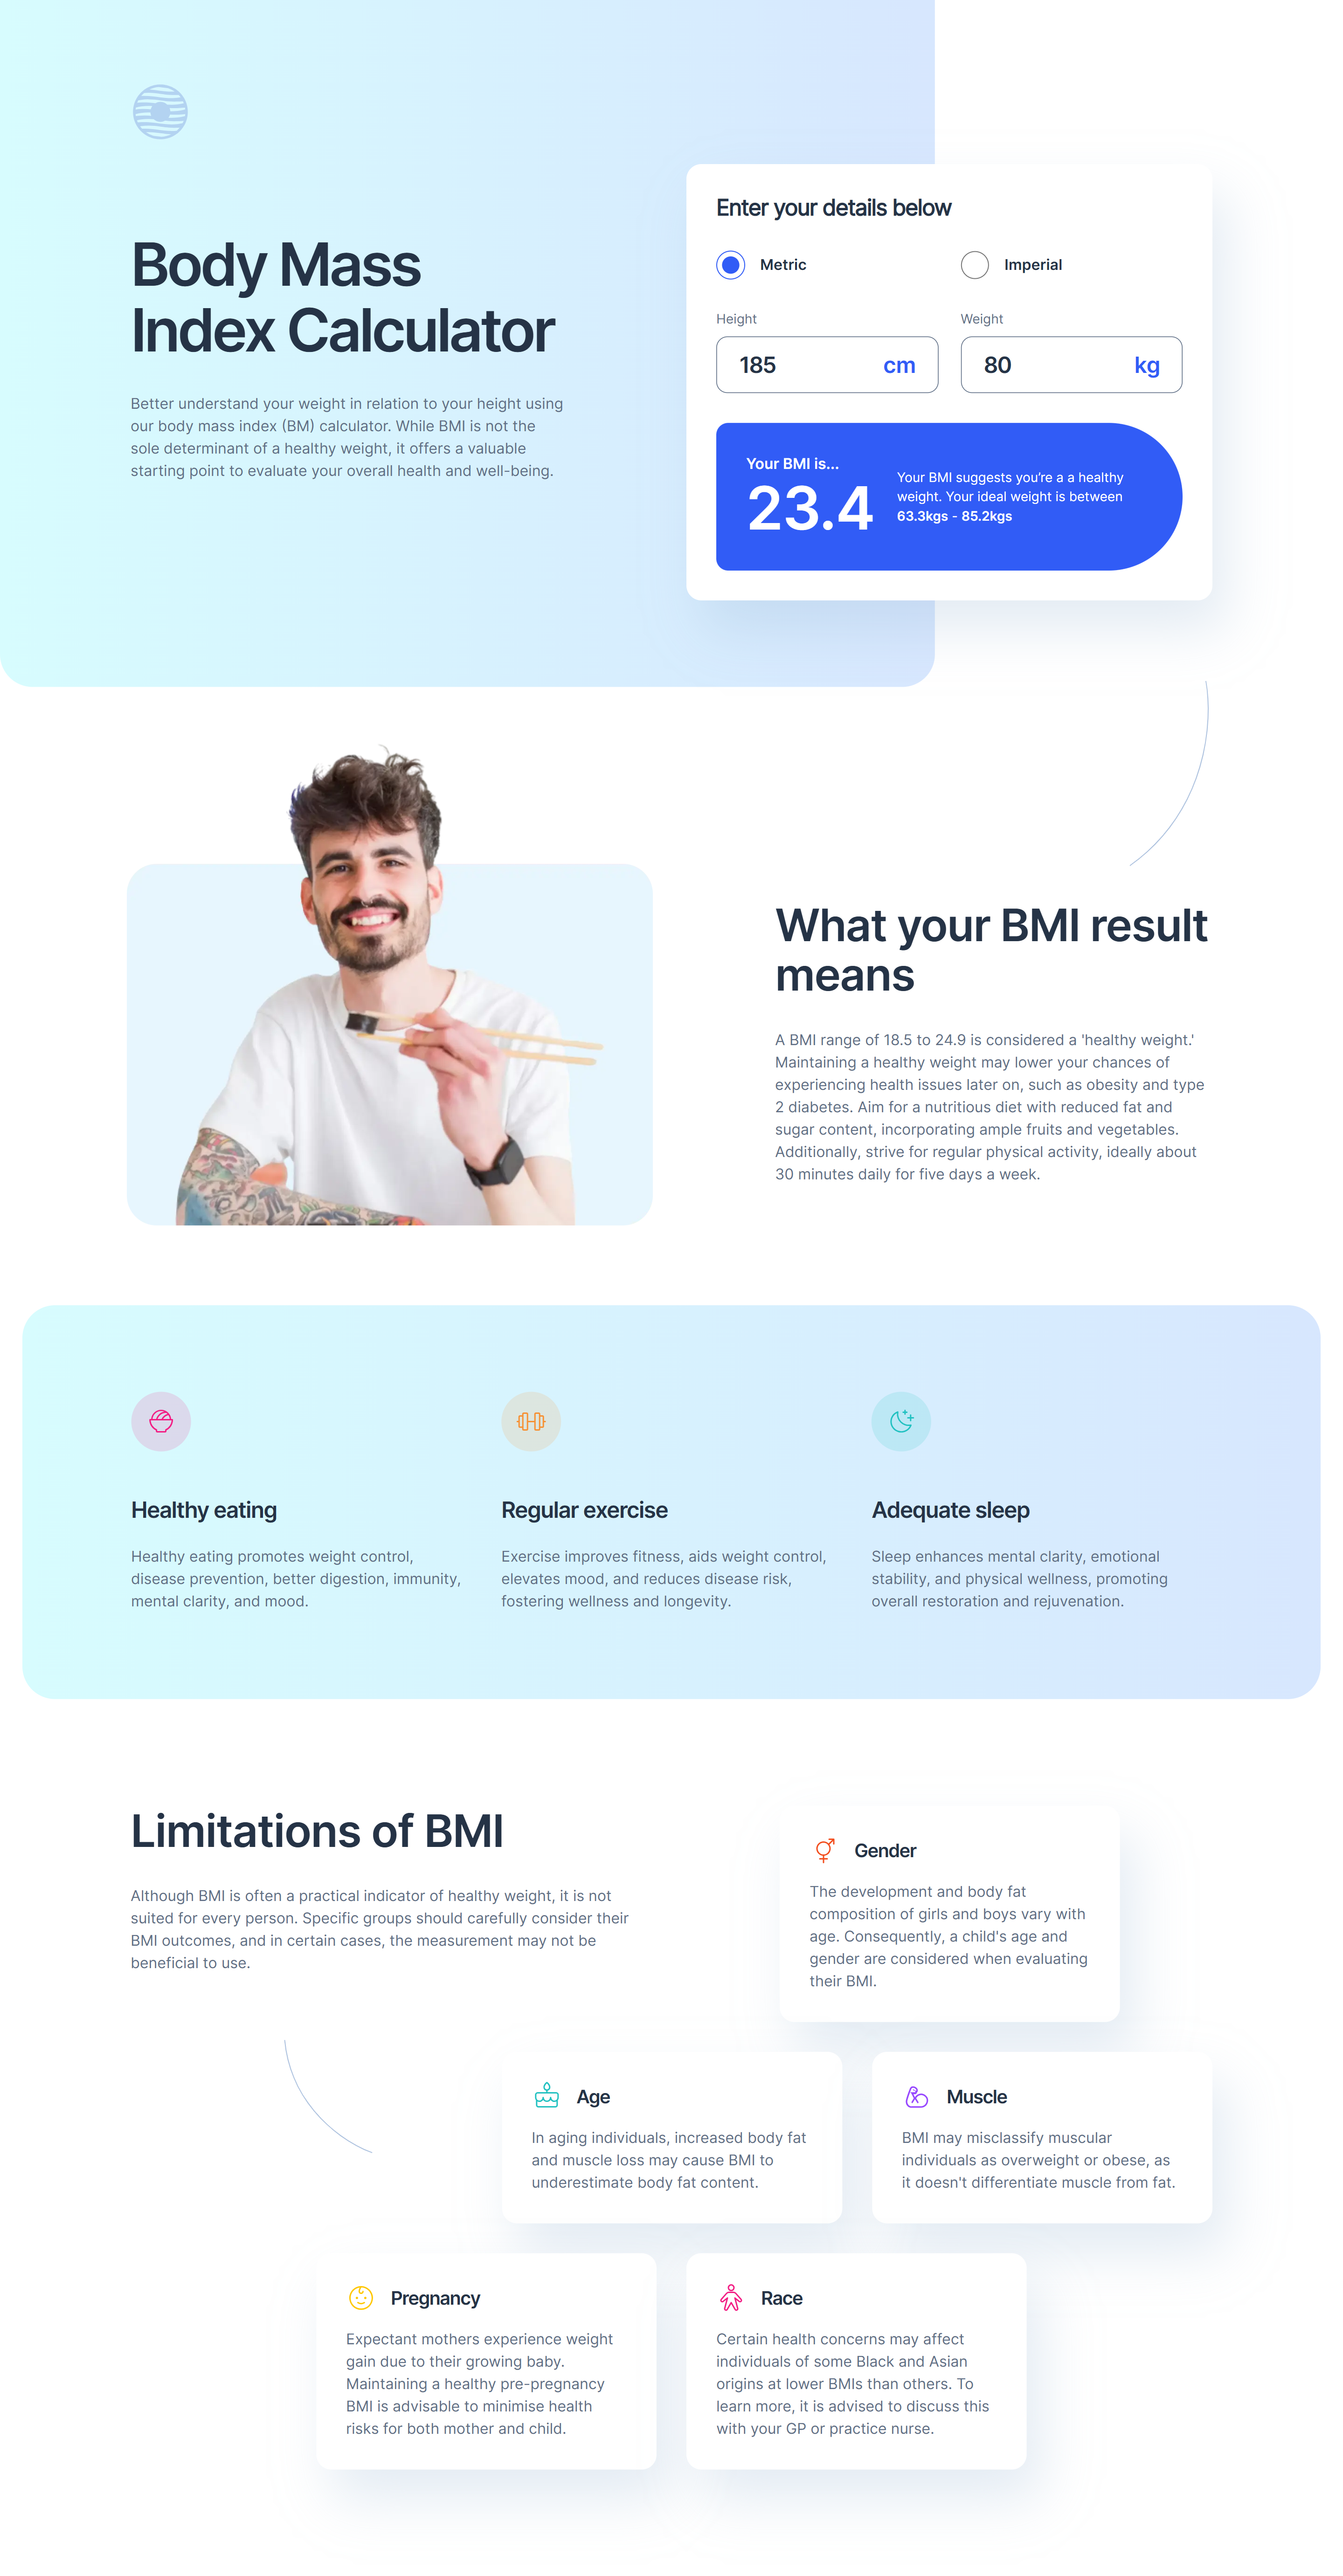 Body Mass
Index Calculator
Better understand your weight in relation to your height using
our body mass index (BM) calculator. While BMI is not the
sole determinant of a healthy weight, it offers a valuable
starting point to evaluate your overall health and well-being.
Enter your details below
Metric
Imperial
Height
Weight
185 cm
80 kg
Your BMI is...
23.4
Your BMI suggests you're a a healthy
weight. Your ideal weight is between
63.3kgs - 85.2kgs
What your BMI result
means
A BMI range of 18.5 to 24.9 is considered a 'healthy weight.'
Maintaining a healthy weight may lower your chances of
experiencing health issues later on, such as obesity and type
2 diabetes. Aim for a nutritious diet with reduced fat and
sugar content, incorporating ample fruits and vegetables.
Additionally, strive for regular physical activity, ideally about
30 minutes daily for five days a week.
Healthy eating
Healthy eating promotes weight control,
disease prevention, better digestion, immunity,
mental clarity, and mood.
Regular exercise
Exercise improves fitness, aids weight control,
elevates mood, and reduces disease risk,
fostering wellness and longevity.
Adequate sleep
Sleep enhances mental clarity, emotional
stability, and physical wellness, promoting
overall restoration and rejuvenation.
Limitations of BMI
Although BMI is often a practical indicator of healthy weight, it is not
suited for every person. Specific groups should carefully consider their
BMI outcomes, and in certain cases, the measurement may not be
beneficial to use.
Gender
The development and body fat
composition of girls and boys vary with
age. Consequently, a child's age and
gender are considered when evaluating
their BMI.
Age
In aging individuals, increased body fat
and muscle loss may cause BMI to
underestimate body fat content.
Muscle
BMI may misclassify muscular
individuals as overweight or obese, as
it doesn't differentiate muscle from fat.
Pregnancy
Expectant mothers experience weight
gain due to their growing baby.
Maintaining a healthy pre-pregnancy
BMI is advisable to minimise health
risks for both mother and child.
Race
Certain health concerns may affect
individuals of some Black and Asian
origins at lower BMIs than others. To
learn more, it is advised to discuss this
with your GP or practice nurse.